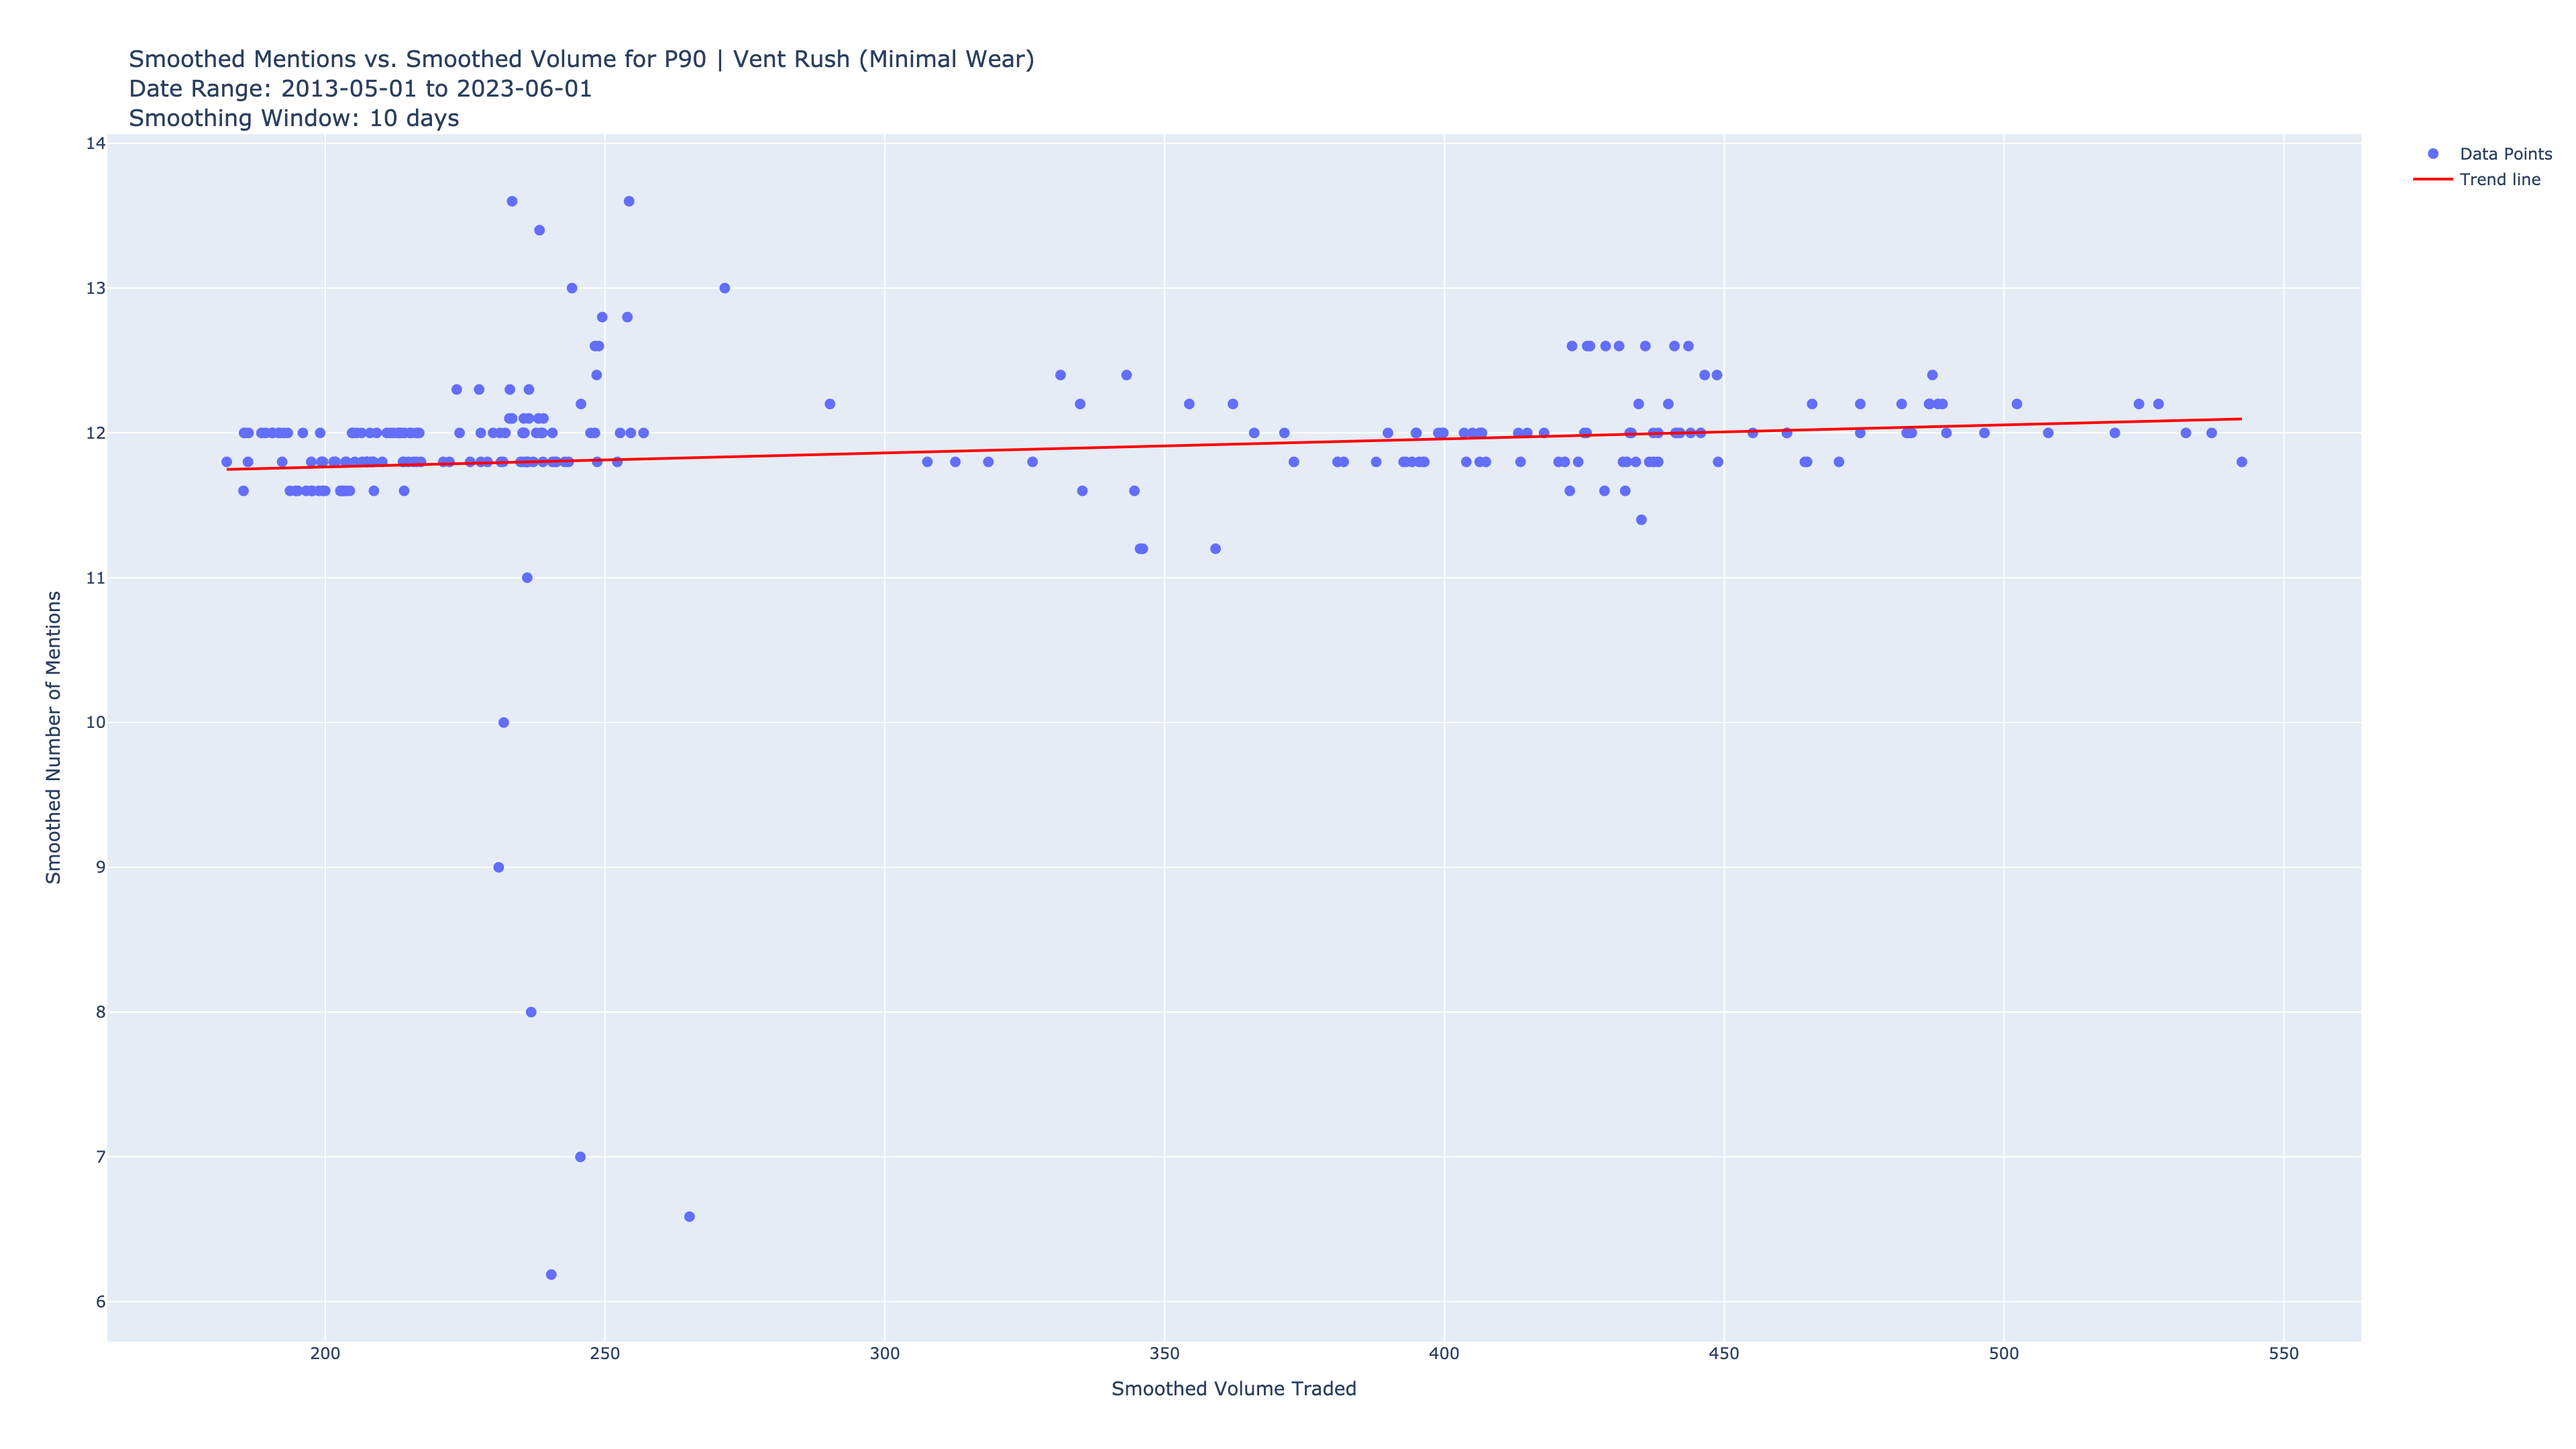 Smoothed Mentions vs. Smoothed Volume for P90 | Vent Rush (Minimal Wear)
Date Range: 2013-05-01 to 2023-06-01
Smoothing Window: 10 days
Data Points
Trend line
14
13
12
11
10
9
8
7
6
Smoothed Number of Mentions
200
250
300
350
400
450
500
550
Smoothed Volume Traded